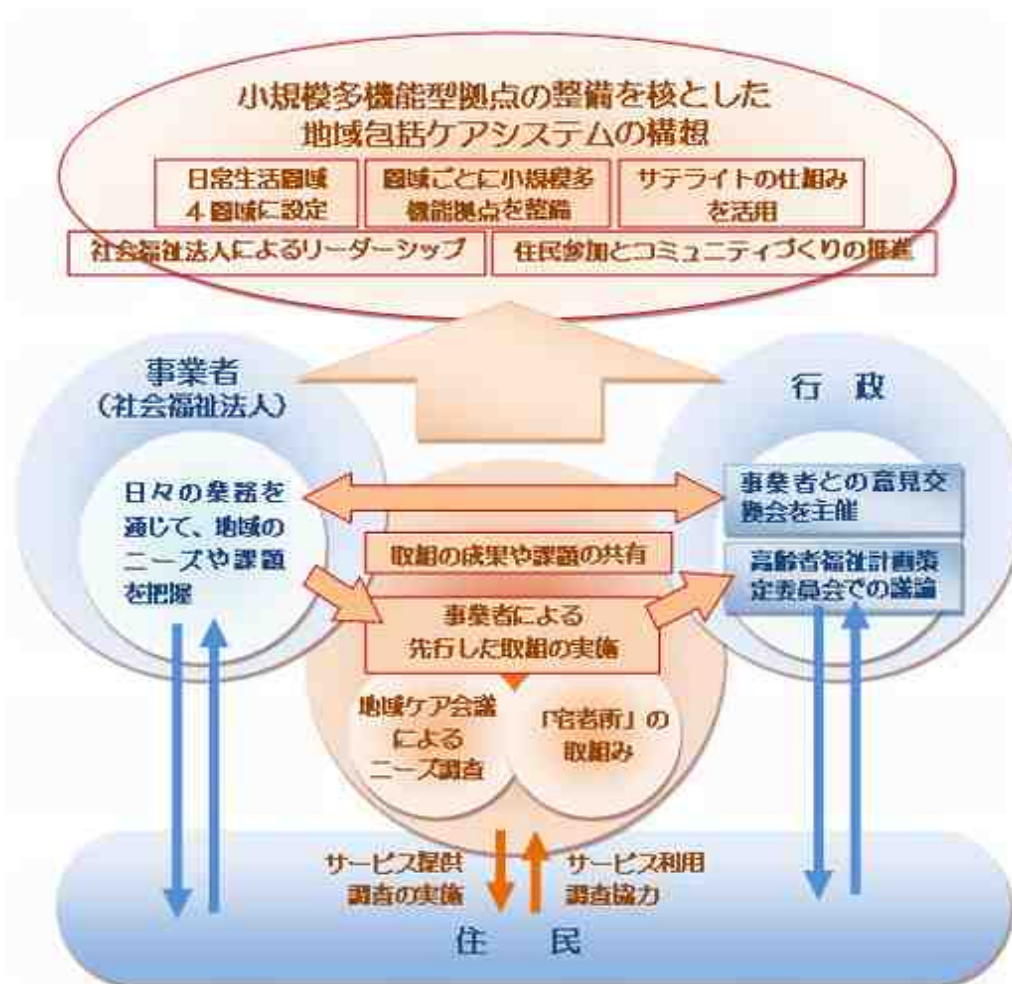 小規模多機能型拠点の整備を核とした
地域包括ケアシステムの構想
日常生活圏域
４圏域に設定
圏域ごとに小規模多
機能拠点を整備
サテライトの仕組み
を活用
社会福祉法人によるリーダーシップ
住民参加とコミュニティづくりの推進
事業者
（社会福祉法人）
日々の業務を
通じて、地域の
ニーズや課題
を把握
行　政
事業者との意見交
換会を主催
高齢者福祉計画策
定委員会での議論
取組の成果や課題の共有
事業者による
先行した取組の実施
地域ケア会議
による
ニーズ調査
「宅老所」の
取組み
サービス提供
調査の実施
サービス利用
調査協力
住　民